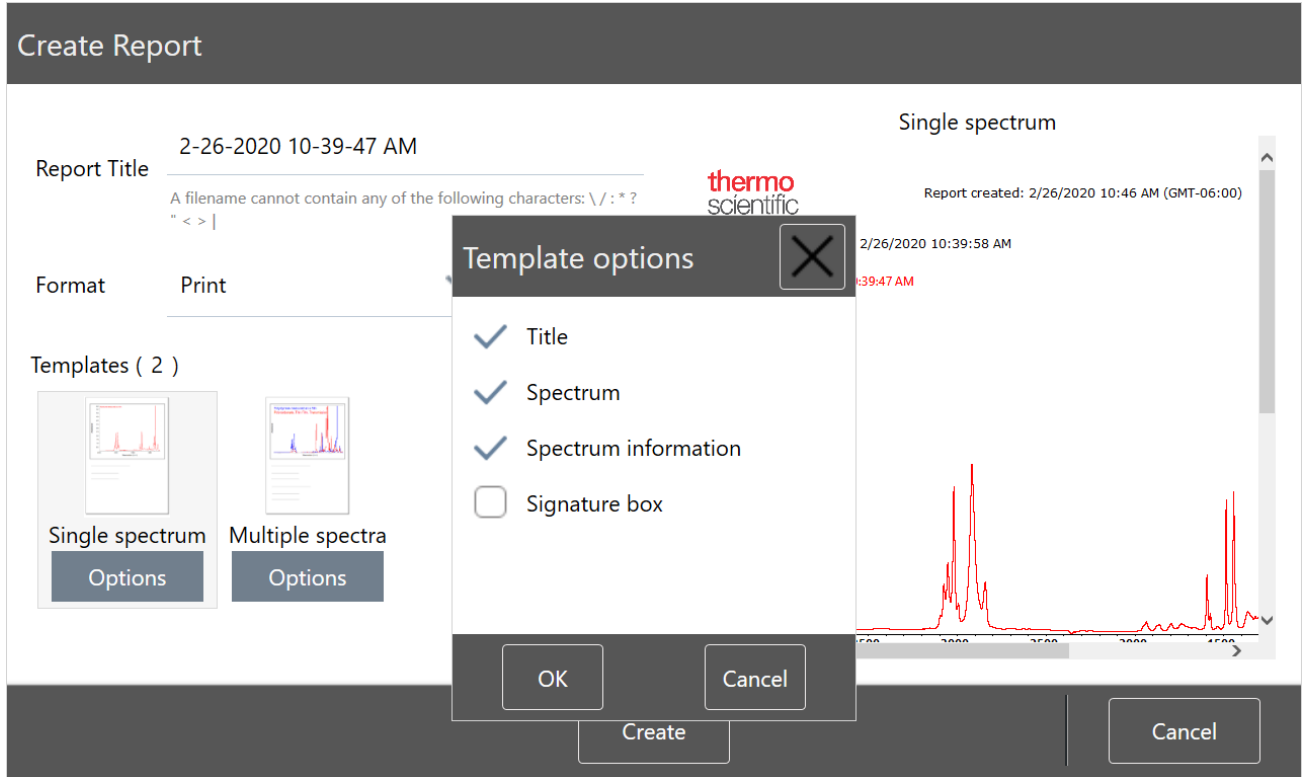 Create Report
Single spectrum
Report Title
2-26-2020 10-39-47 AM
A filename cannot contain any of the following characters: \ / : * ?
" < > |
thermo
scientific
Report created: 2/26/2020 10:46 AM (GMT-06:00)
2/26/2020 10:39:58 AM
:39:47 AM
Format
Print
Template options
Title
Spectrum
Spectrum information
Signature box
OK
Cancel
Templates ( 2 )
Single spectrum
Multiple spectra
Options
Options
Create
Cancel